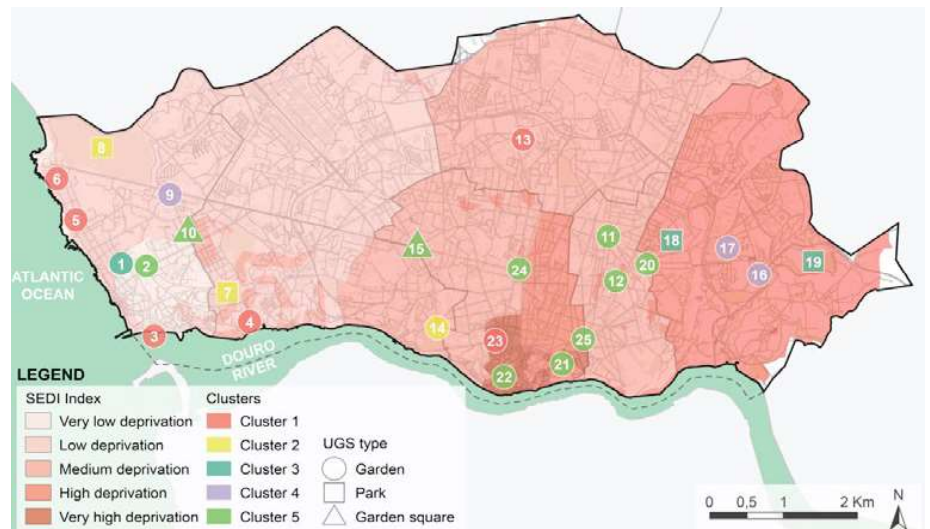 13
8
6
9
5
10
11
15
18
17
20
1
2
24
19
16
12
ATLANTIC
OCEAN
7
4
14
3
23
25
21
22
DOURO
RIVER
LEGEND
SEDI Index
Very low deprivation
Low deprivation
Medium deprivation
High deprivation
Very high deprivation
Clusters
Cluster 1
Cluster 2
Cluster 3
Cluster 4
Cluster 5
UGS type
Garden
Park
Garden square
0 0,5 1 2 Km
N